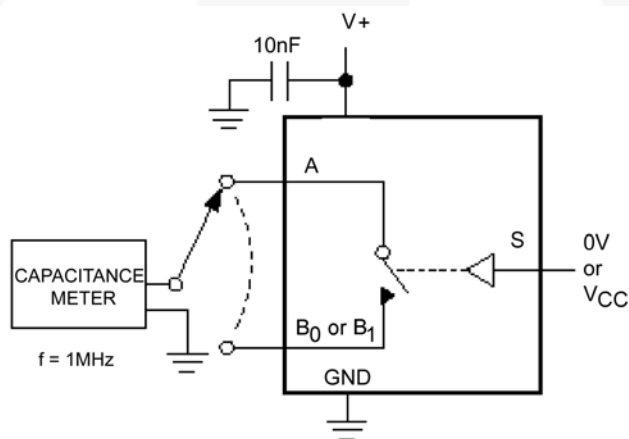 V+
10nF
A
S
0V
or
VCC
CAPACITANCE
METER
B0 or B1
f = 1MHz
GND